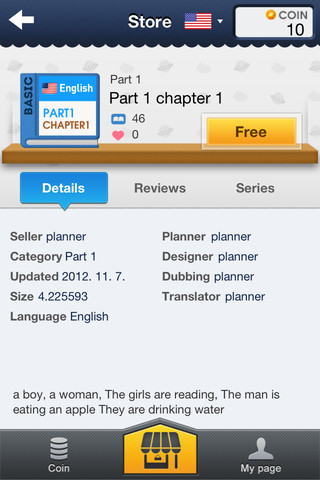 Store
COIN
10
BASIC
English
PART1
CHAPTER1
Part 1
Part 1 chapter 1
46
0
Free
Details
Reviews
Series
Seller planner
Planner planner
Category Part 1
Designer planner
Updated 2012. 11. 7.
Dubbing planner
Size 4.225593
Translator planner
Language English
a boy, a woman, The girls are reading, The man is
eating an apple They are drinking water
Coin
My page